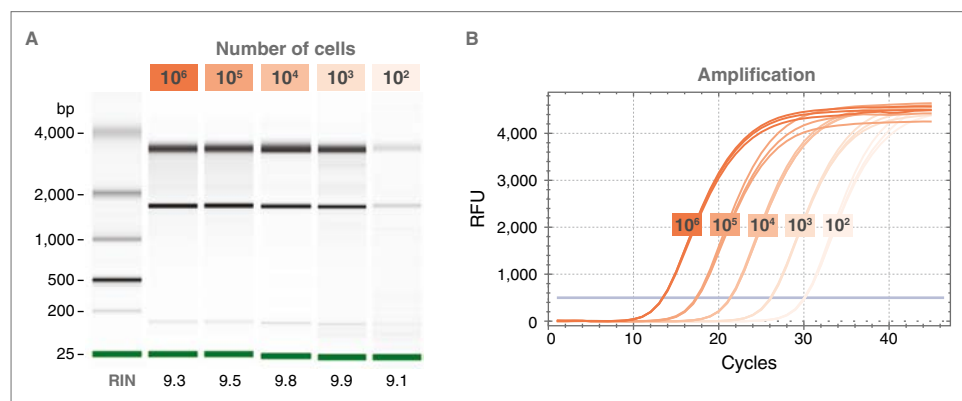 A
Number of cells
10⁶ 10⁵ 10⁴ 10³ 10²
bp
4,000
2,000
1,000
500
200
25
RIN 9.3 9.5 9.8 9.9 9.1
B
Amplification
RFU
4,000
3,000
2,000
1,000
0
10⁶ 10⁵ 10⁴ 10³ 10²
0 10 20 30 40
Cycles